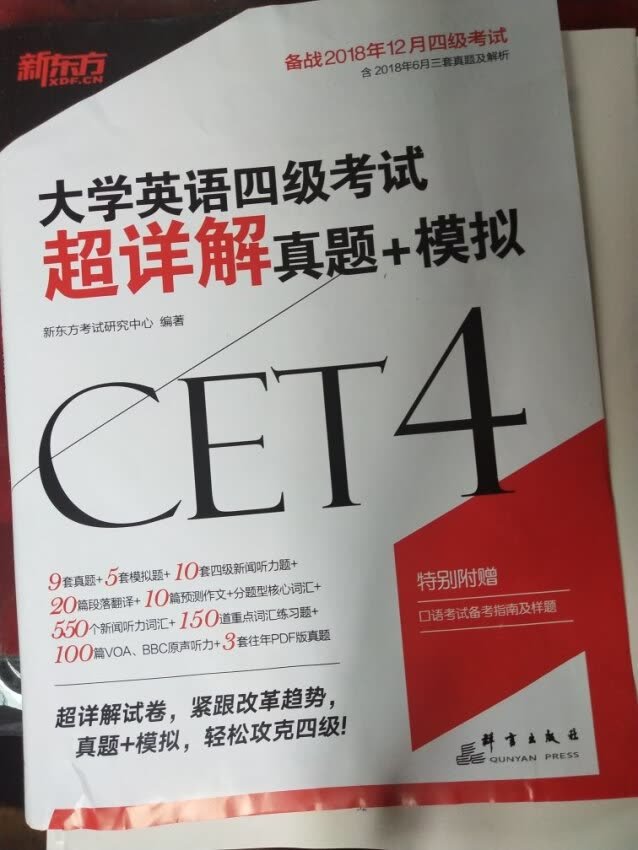 新东方
XDF.CN
备战2018年12月四级考试
含 2018年6月三套真题及解析
大学英语四级考试
超详解真题+模拟
新东方考试研究中心 编著
CET4
9套真题+5套模拟题+10套四级新闻听力题+
20篇段落翻译+10篇预测作文+分题型核心词汇+
550个新闻听力词汇+150道重点词汇练习题+
100篇VOA、BBC原声听力+3套往年PDF版真题
特别附赠
口语考试备考指南及样题
超详解试卷，紧跟改革趋势，
真题+模拟，轻松攻克四级!
群言出版社
QUNYAN PRESS